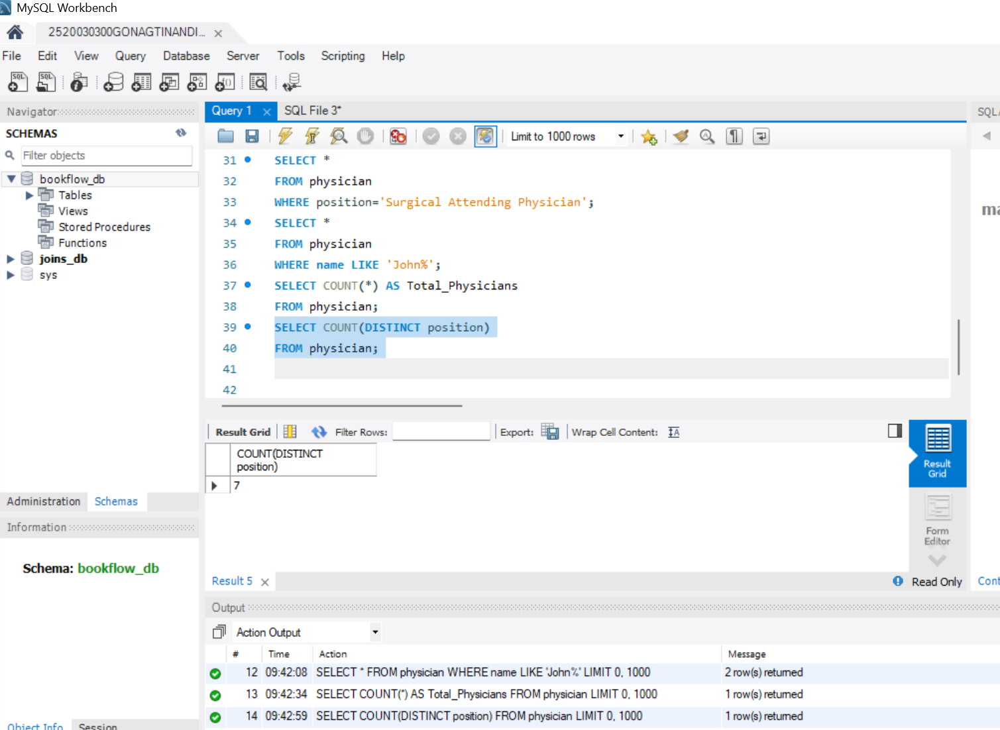 MySQL Workbench
2520030300GONAGTINANDI...
File Edit View Query Database Server Tools Scripting Help
Navigator
SCHEMAS
Filter objects
bookflow_db
Tables
Views
Stored Procedures
Functions
joins_db
sys
Administration Schemas
Information
Schema: bookflow_db
Object Info Session
Query 1 SQL File 3*
Limit to 1000 rows
31 SELECT *
32 FROM physician
33 WHERE position='Surgical Attending Physician';
34 SELECT *
35 FROM physician
36 WHERE name LIKE 'John%';
37 SELECT COUNT(*) AS Total_Physicians
38 FROM physician;
39 SELECT COUNT(DISTINCT position)
40 FROM physician;
41
42
Result Grid Filter Rows: Export: Wrap Cell Content:
COUNT(DISTINCT
position)
7
Result
Grid
Form
Editor
Result 5 Read Only
Output
Action Output
# Time Action Message
12 09:42:08 SELECT * FROM physician WHERE name LIKE 'John%' LIMIT 0, 1000 2 row(s) returned
13 09:42:34 SELECT COUNT(*) AS Total_Physicians FROM physician LIMIT 0, 1000 1 row(s) returned
14 09:42:59 SELECT COUNT(DISTINCT position) FROM physician LIMIT 0, 1000 1 row(s) returned
SQL
ma
Cont